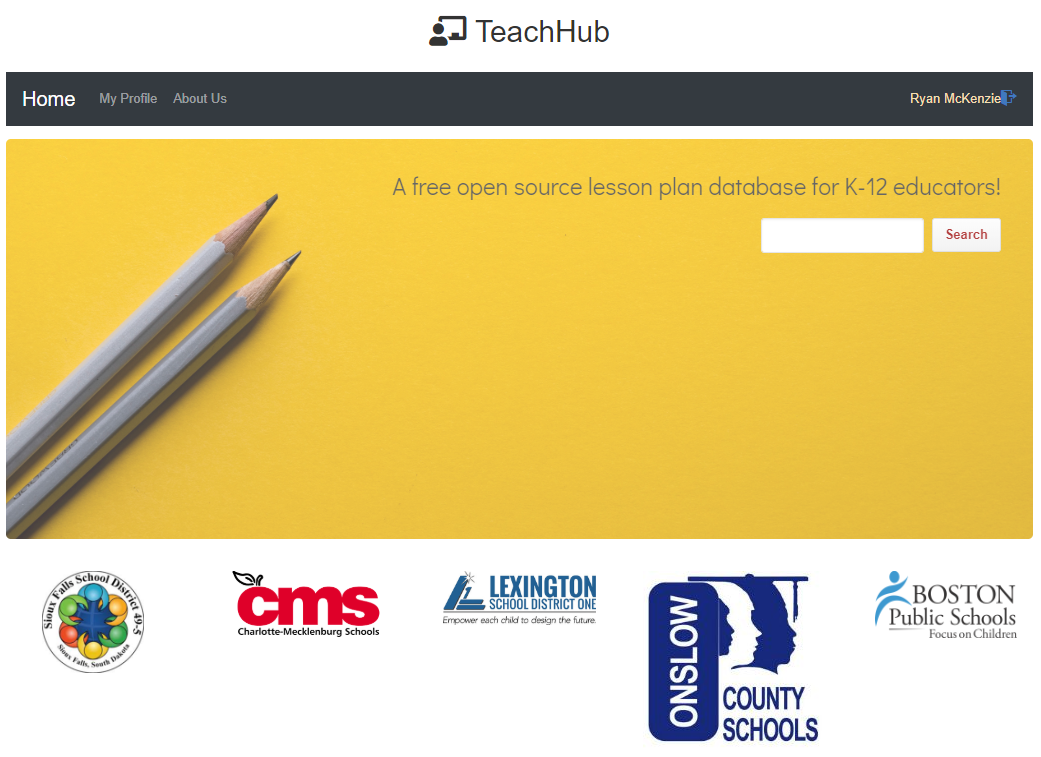 TeachHub
Home My Profile About Us Ryan McKenzie
A free open source lesson plan database for K-12 educators!
Search
Sioux Falls School District 49-5
Sioux Falls, South Dakota
cms
Charlotte-Mecklenburg Schools
LEXINGTON
SCHOOL DISTRICT ONE
Empower each child to design the future.
ONSLOW
COUNTY
SCHOOLS
BOSTON
Public Schools
Focus on Children